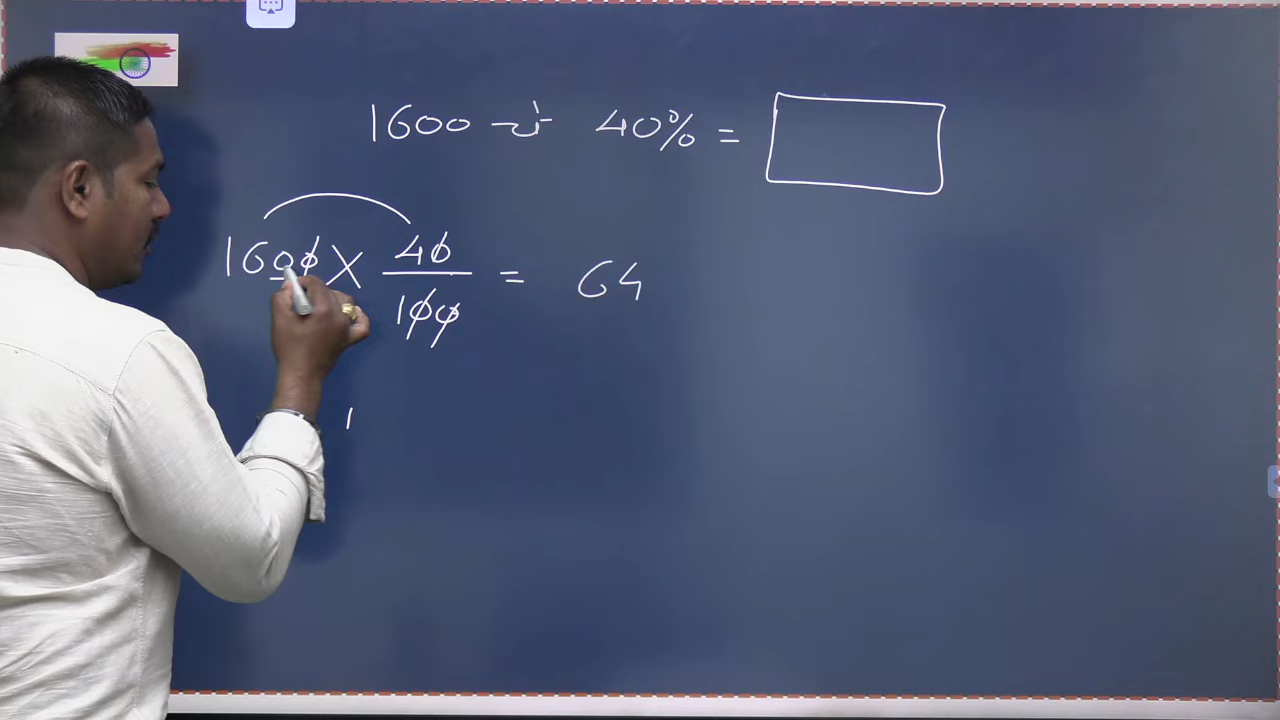 1600 40% =
1600 × 40/100 = 64
1